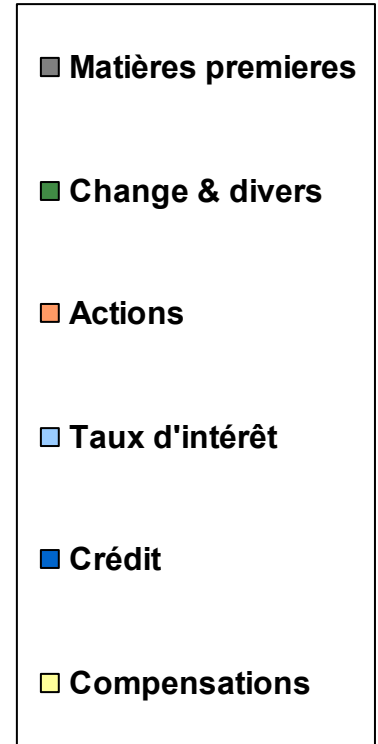 Matières premieres
Change & divers
Actions
Taux d'intérêt
Crédit
Compensations